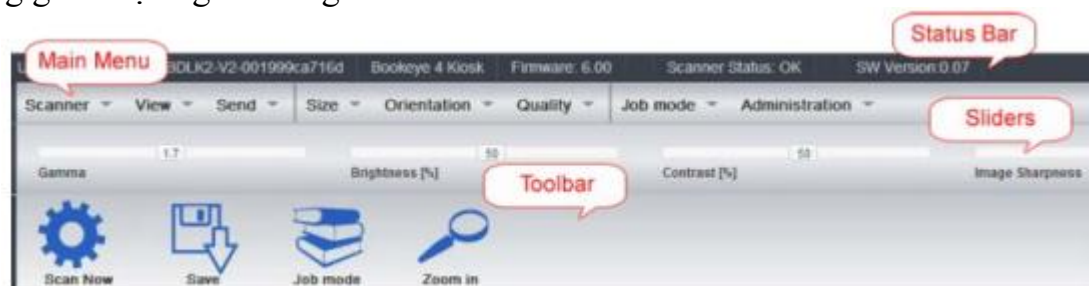 Status Bar
Main Menu BDLK2-V2-001999ca716d Bookeye 4 Kiosk Firmware: 6.00 Scanner Status: OK SW Version:0.07
Scanner View Send Size Orientation Quality Job mode Administration
Sliders
1.7 50 50
Gamma Brightness [%] Contrast [%] Image Sharpness
Toolbar
Scan Now Save Job mode Zoom in